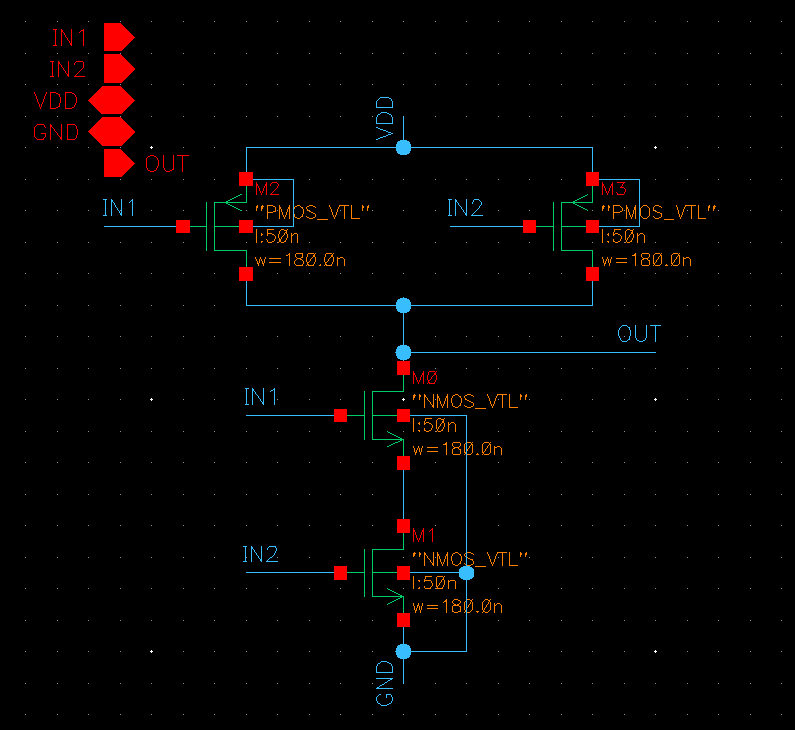 IN1
IN2
VDD
GND
OUT
VDD
IN1
M2
"PMOS_VTL"
l:50n
w=180.0n
IN2
M3
"PMOS_VTL"
l:50n
w=180.0n
OUT
IN1
M0
"NMOS_VTL"
l:50n
w=180.0n
IN2
M1
"NMOS_VTL"
l:50n
w=180.0n
GND